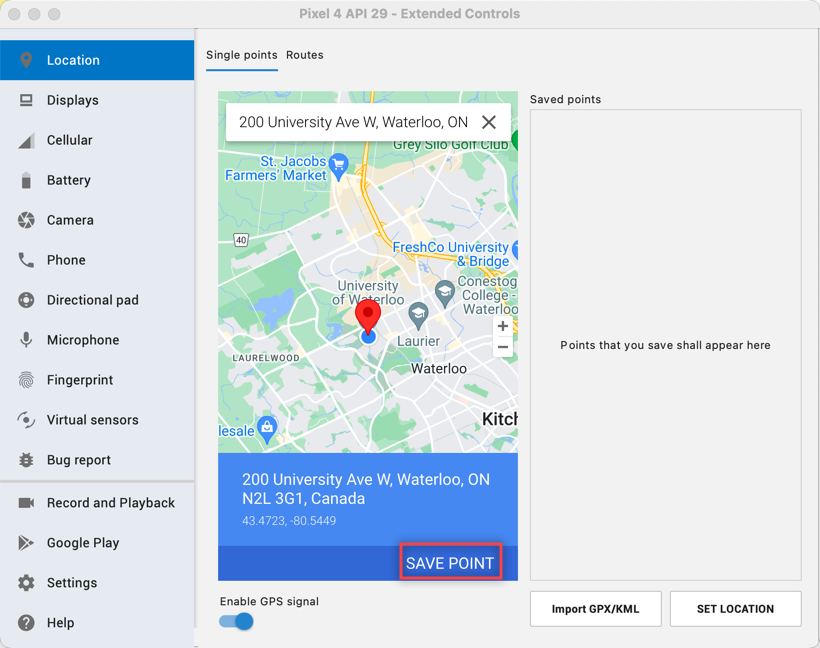 Pixel 4 API 29 - Extended Controls
Location
Displays
Cellular
Battery
Camera
Phone
Directional pad
Microphone
Fingerprint
Virtual sensors
Bug report
Record and Playback
Google Play
Settings
Help
Single points
Routes
200 University Ave W, Waterloo, ON
Grey Silo Golf Club
St. Jacobs
Farmers' Market
40
FreshCo University
& Bridge
University
of Waterloo
Conestog
College -
Waterloo
Laurier
LAURELWOOD
Waterloo
Kitch
lesale
+
−
200 University Ave W, Waterloo, ON
N2L 3G1, Canada
43.4723, -80.5449
SAVE POINT
Enable GPS signal
Saved points
Points that you save shall appear here
Import GPX/KML
SET LOCATION